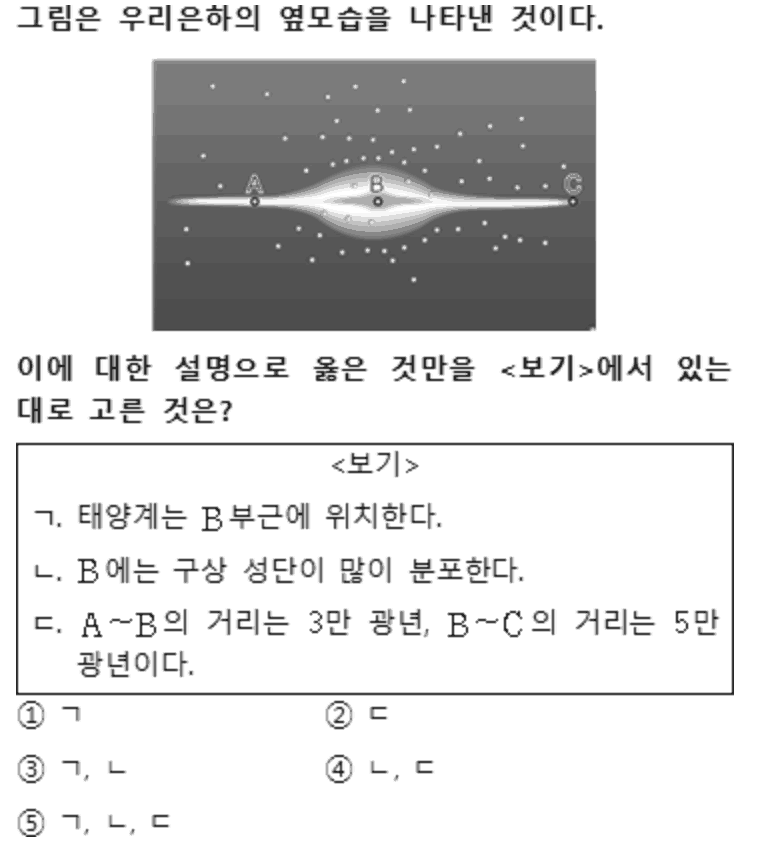 그림은 우리은하의 옆모습을 나타낸 것이다.
A B C
이에 대한 설명으로 옳은 것만을 <보기>에서 있는
대로 고른 것은?
<보기>
ㄱ. 태양계는 B부근에 위치한다.
ㄴ. B에는 구상 성단이 많이 분포한다.
ㄷ. A~B의 거리는 3만 광년, B~C의 거리는 5만
광년이다.
① ㄱ ② ㄷ
③ ㄱ, ㄴ ④ ㄴ, ㄷ
⑤ ㄱ, ㄴ, ㄷ